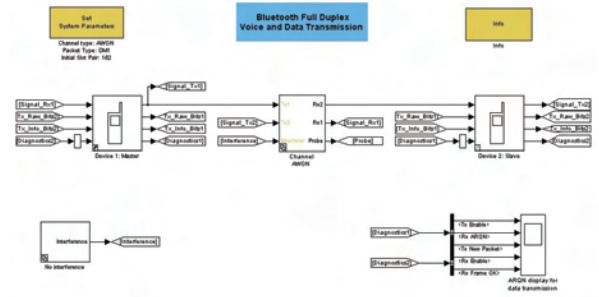 Set
System Parameters
Channel type: AWGN
Packet Type: DM1
Initial Slot Pair: 1&2
Bluetooth Full Duplex
Voice and Data Transmission
Info
Info
[Signal_Tx1]
[Signal_Rx1]
Tx_Raw_Bits2
Tx_Info_Bits2
[Diagnostics2]
Tx_Raw_Bits1
Tx_Info_Bits1
[Diagnostics1]
Device 1: Master
[Signal_Tx2]
[Interference]
Tx1
Tx2
Rx2
Rx1
Probe
[Signal_Rx1]
[Probe]
Channel
AWGN
Tx_Raw_Bits1
Tx_Info_Bits1
[Diagnostics1]
[Signal_Tx2]
Tx_Raw_Bits2
Tx_Info_Bits2
[Diagnostics2]
Device 2: Slave
Interference
[Interference]
No interference
[Diagnostics1]
[Diagnostics2]
<Tx Enable>
<Rx ARQN>
<Tx New Packet>
<Rx Enable>
<Rx Frame OK>
ARQN display for
data transmission